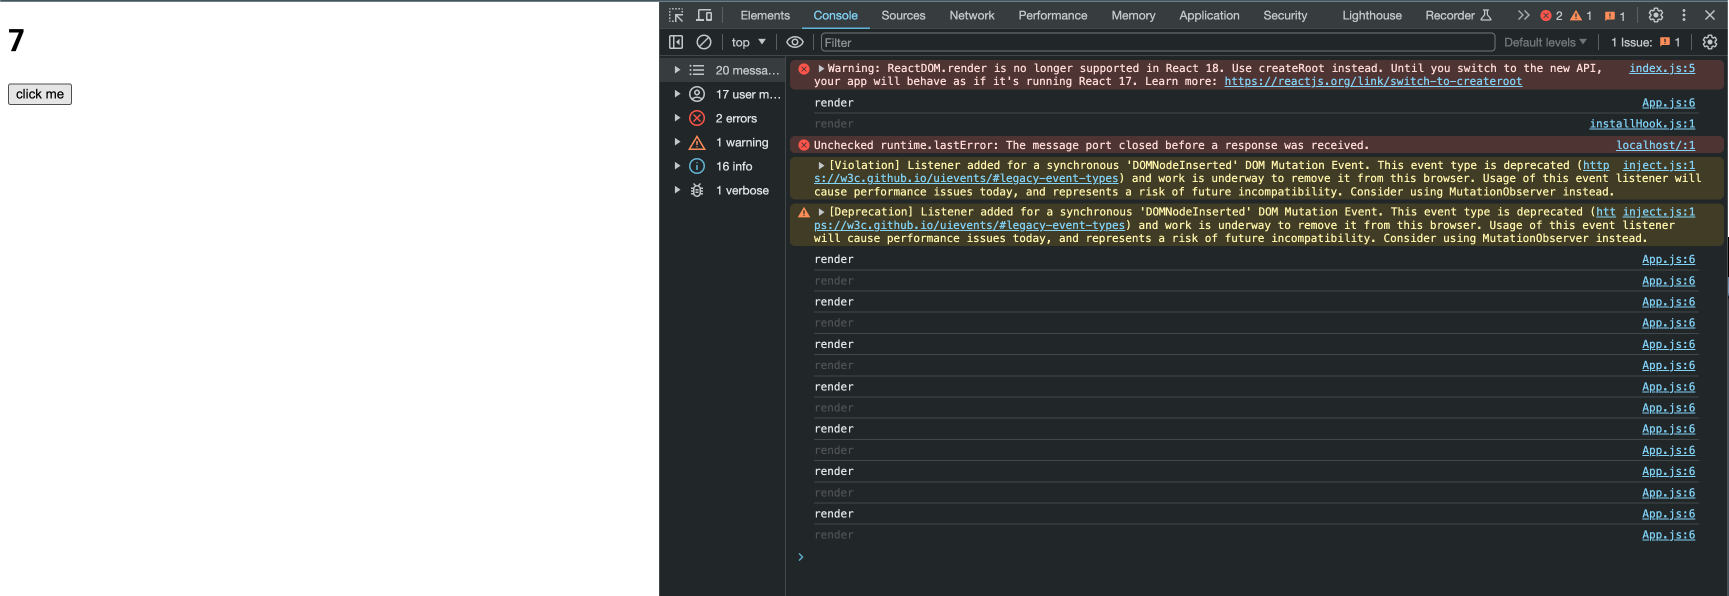 7
click me
Elements Console Sources Network Performance Memory Application Security Lighthouse Recorder 2 1 1
top Filter Default levels 1 Issue: 1
20 messa...
17 user m...
2 errors
1 warning
16 info
1 verbose
Warning: ReactDOM.render is no longer supported in React 18. Use createRoot instead. Until you switch to the new API, index.js:5
your app will behave as if it's running React 17. Learn more: https://reactjs.org/link/switch-to-createroot
render App.js:6
render installHook.js:1
Unchecked runtime.lastError: The message port closed before a response was received. localhost/:1
[Violation] Listener added for a synchronous 'DOMNodeInserted' DOM Mutation Event. This event type is deprecated (http inject.js:1
s://w3c.github.io/uievents/#legacy-event-types) and work is underway to remove it from this browser. Usage of this event listener will
cause performance issues today, and represents a risk of future incompatibility. Consider using MutationObserver instead.
[Deprecation] Listener added for a synchronous 'DOMNodeInserted' DOM Mutation Event. This event type is deprecated (htt inject.js:1
ps://w3c.github.io/uievents/#legacy-event-types) and work is underway to remove it from this browser. Usage of this event listener
will cause performance issues today, and represents a risk of future incompatibility. Consider using MutationObserver instead.
render App.js:6
render App.js:6
render App.js:6
render App.js:6
render App.js:6
render App.js:6
render App.js:6
render App.js:6
render App.js:6
render App.js:6
render App.js:6
render App.js:6
render App.js:6
render App.js:6